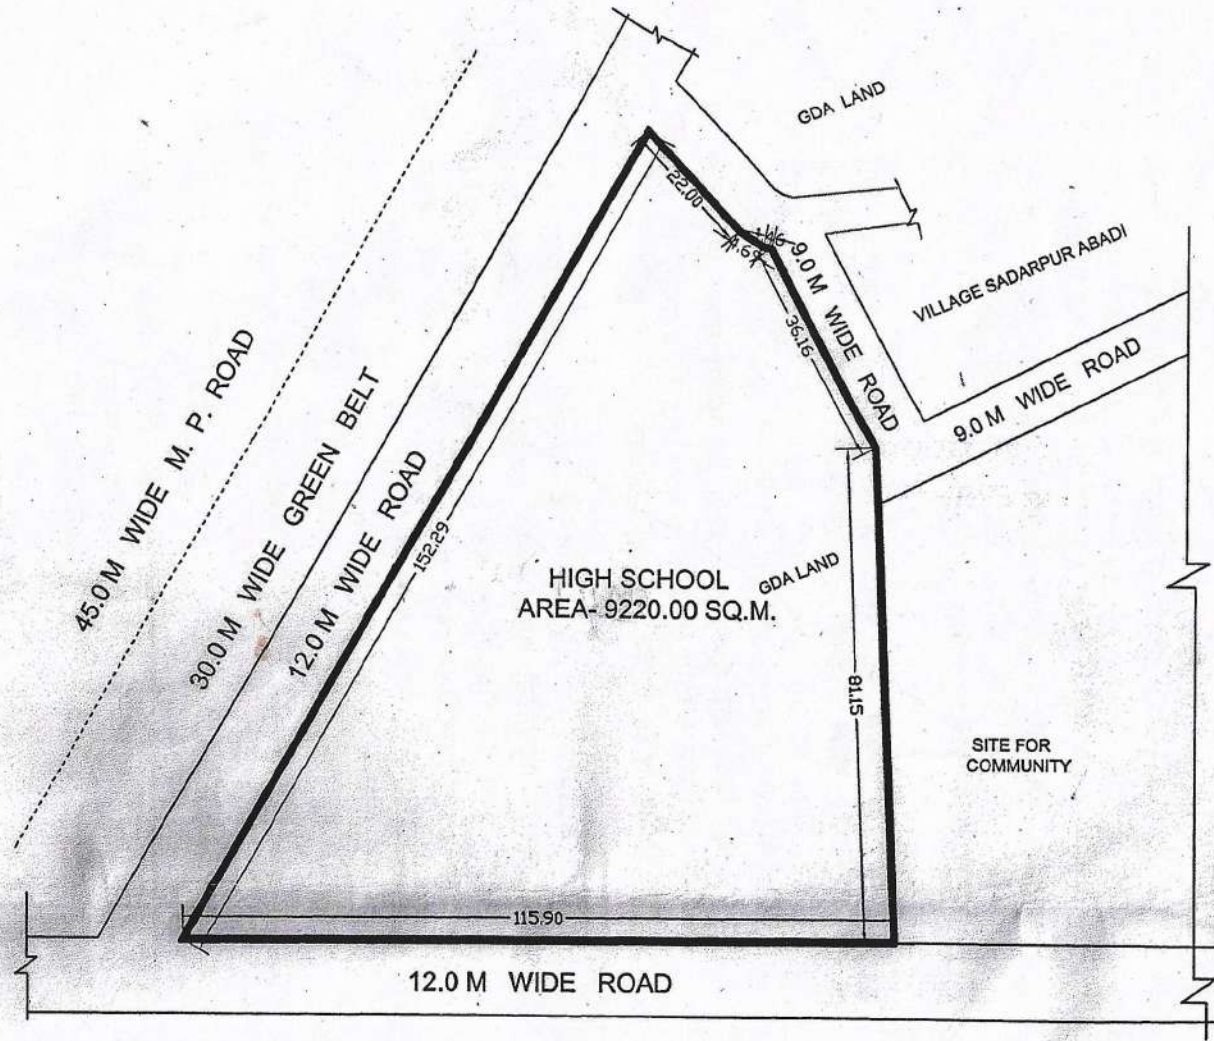 GDA LAND
22.00
9.0 M WIDE ROAD
VILLAGE SADARPUR ABADI
36.16
9.0 M WIDE ROAD
45.0 M WIDE M. P. ROAD
30.0 M WIDE GREEN BELT
12.0 M WIDE ROAD
152.29
HIGH SCHOOL
AREA- 9220.00 SQ.M.
GDA LAND
81.15
SITE FOR
COMMUNITY
115.90
12.0 M WIDE ROAD